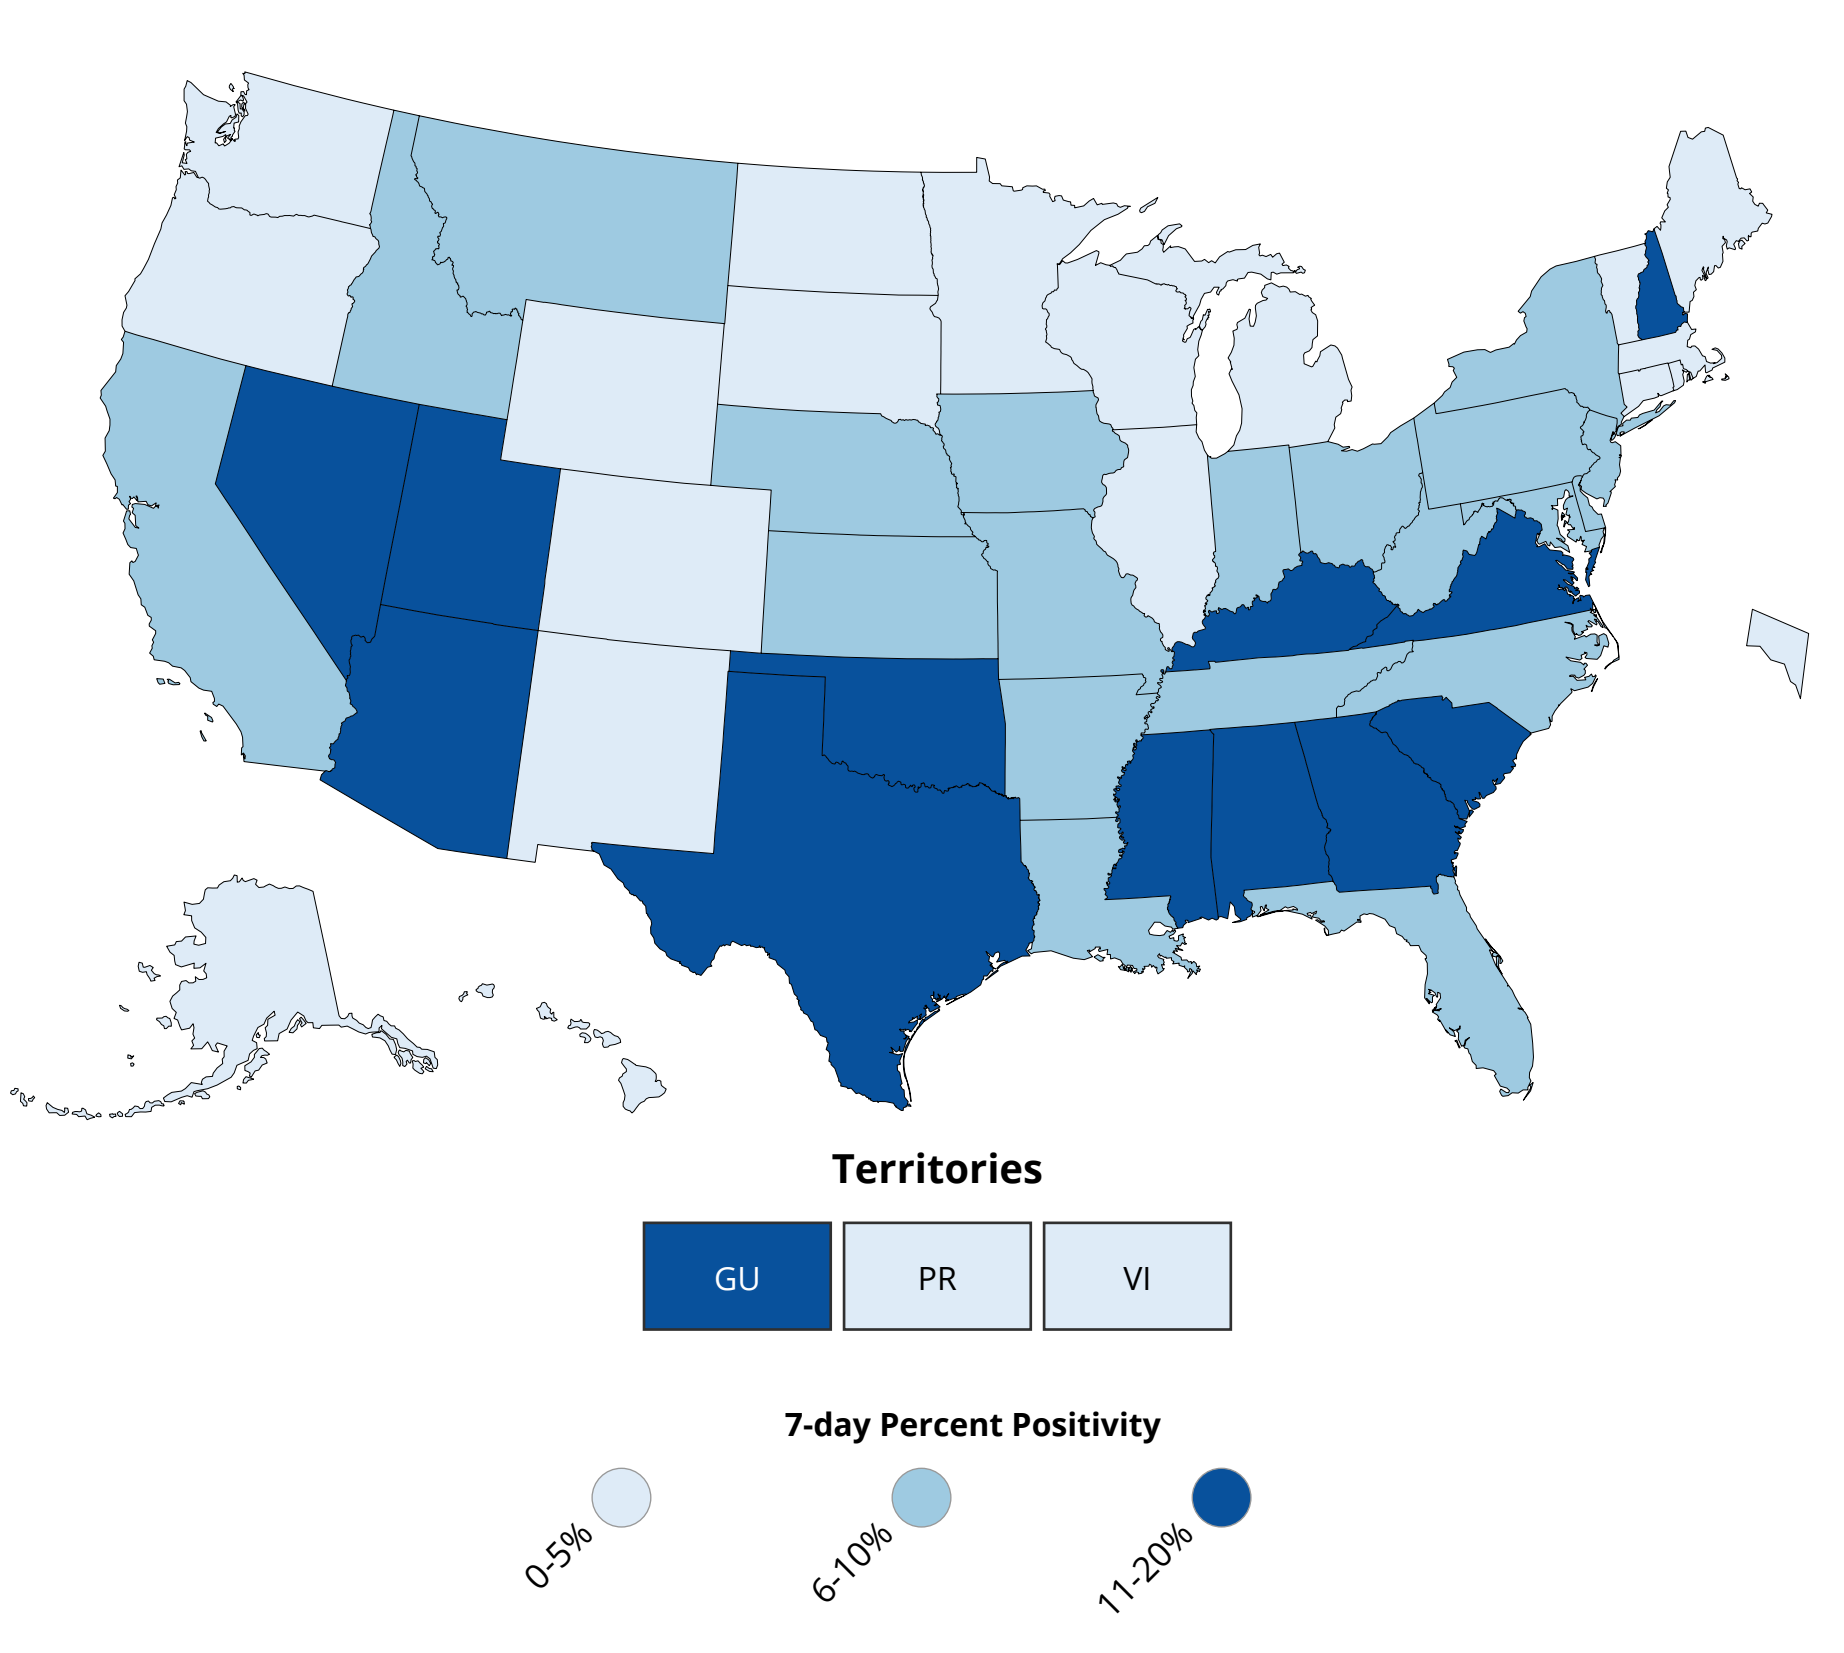 Territories
GU
PR
VI
7-day Percent Positivity
0-5%
6-10%
11-20%